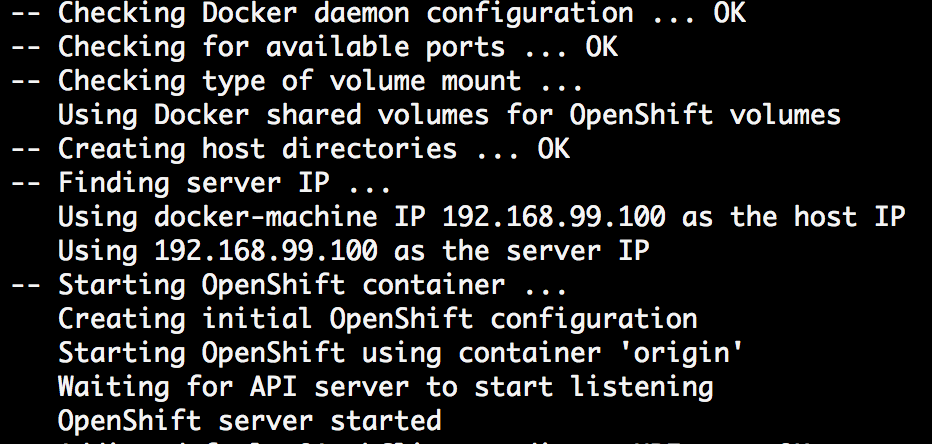 -- Checking Docker daemon configuration ... OK
-- Checking for available ports ... OK
-- Checking type of volume mount ...
   Using Docker shared volumes for OpenShift volumes
-- Creating host directories ... OK
-- Finding server IP ...
   Using docker-machine IP 192.168.99.100 as the host IP
   Using 192.168.99.100 as the server IP
-- Starting OpenShift container ...
   Creating initial OpenShift configuration
   Starting OpenShift using container 'origin'
   Waiting for API server to start listening
   OpenShift server started